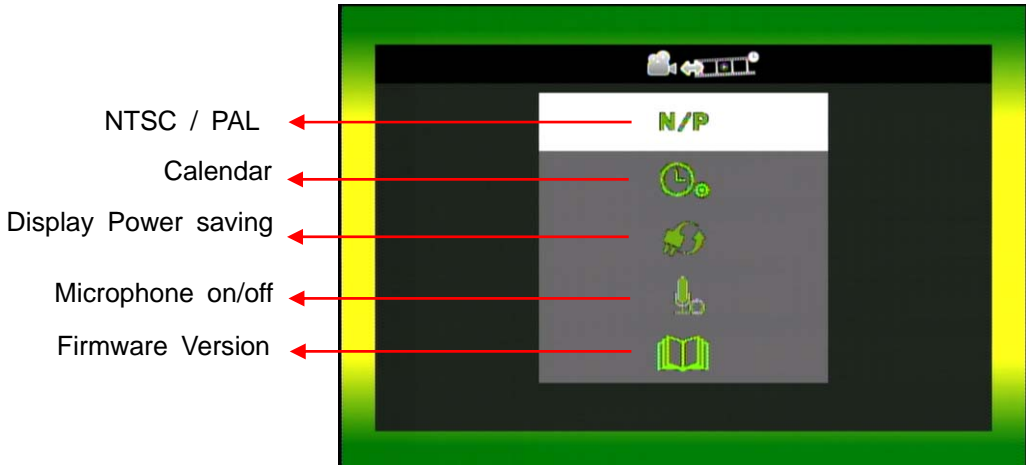 NTSC / PAL
N/P
Calendar
Display Power saving
Microphone on/off
Firmware Version